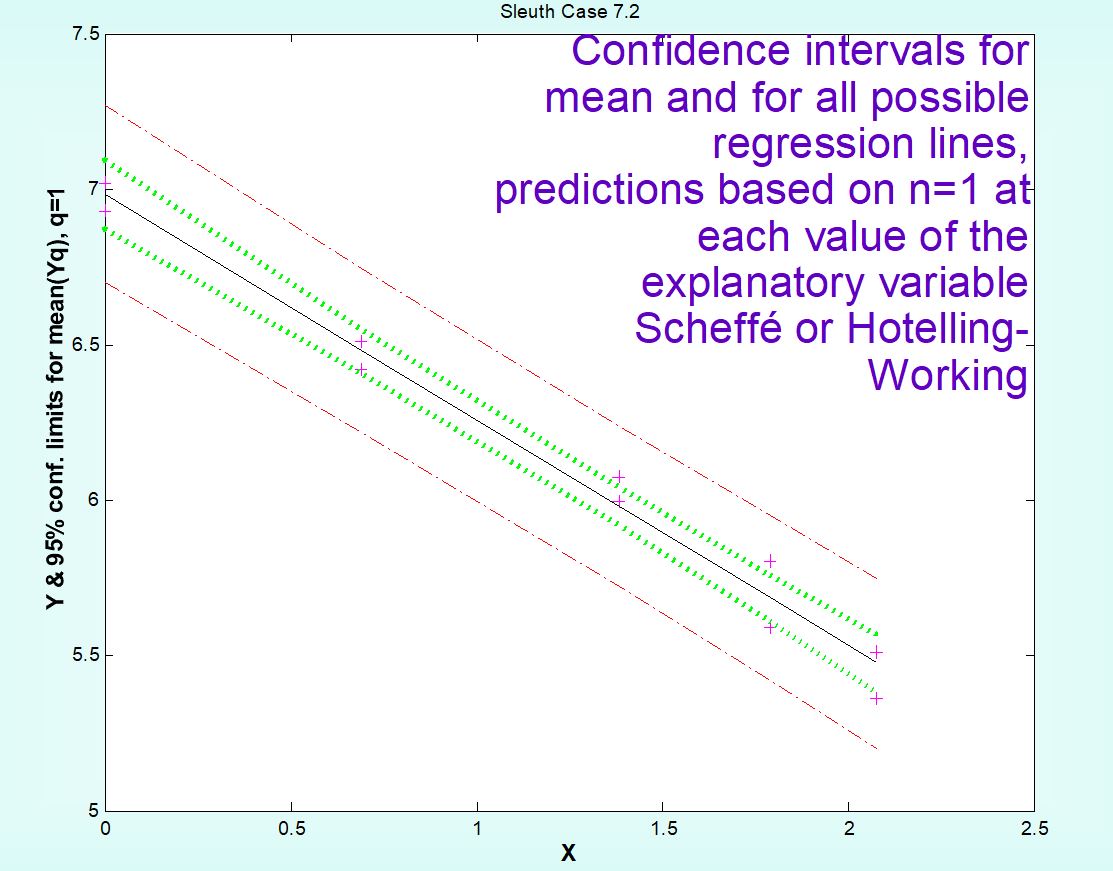 Sleuth Case 7.2
Confidence intervals for
mean and for all possible
regression lines,
predictions based on n=1 at
each value of the
explanatory variable
Scheffé or Hotelling-
Working
Y & 95% conf. limits for mean(Yq), q=1
7.5
7
6.5
6
5.5
5
0
0.5
1
1.5
2
2.5
X